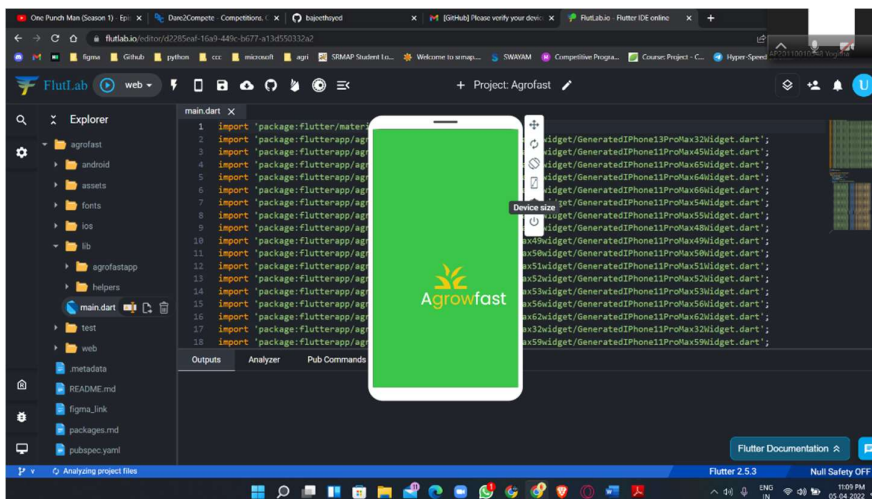 One Punch Man (Season 1) - Epi
Dare2Compete - Competitions, C
bajeethsyed
[GitHub] Please verify your devic
FlutLab.io - Flutter IDE online
flutlab.io/editor/d2285eaf-16a9-449c-b677-a13d550332a2
figma
Github
python
ccc
microsoft
agri
SRMAP Student Lo...
Welcome to srmap...
SWAYAM
Competitive Progra...
Course: Project - C...
Hyper-Speed
FlutLab
web
+ Project: Agrofast
U
Explorer
main.dart
agrofast
android
assets
fonts
ios
lib
agrofastapp
helpers
main.dart
test
web
.metadata
README.md
figma_link
packages.md
pubspec.yaml
1 import 'package:flutter/materi
2 import 'package:flutterapp/agr widget/GeneratedIPhone13ProMax32Widget.dart';
3 import 'package:flutterapp/agr widget/GeneratedIPhone11ProMax45Widget.dart';
4 import 'package:flutterapp/agr widget/GeneratedIPhone11ProMax64Widget.dart';
5 import 'package:flutterapp/agr widget/GeneratedIPhone11ProMax65Widget.dart';
6 import 'package:flutterapp/agr widget/GeneratedIPhone11ProMax66Widget.dart';
7 import 'package:flutterapp/agr widget/GeneratedIPhone11ProMax54Widget.dart';
8 import 'package:flutterapp/agr widget/GeneratedIPhone11ProMax55Widget.dart';
9 import 'package:flutterapp/agr widget/GeneratedIPhone11ProMax48Widget.dart';
10 import 'package:flutterapp/agr ax49widget/GeneratedIPhone11ProMax49Widget.dart';
11 import 'package:flutterapp/agr ax50widget/GeneratedIPhone11ProMax50Widget.dart';
12 import 'package:flutterapp/agr ax51widget/GeneratedIPhone11ProMax51Widget.dart';
13 import 'package:flutterapp/agr ax52widget/GeneratedIPhone11ProMax52Widget.dart';
14 import 'package:flutterapp/agr ax53widget/GeneratedIPhone11ProMax53Widget.dart';
15 import 'package:flutterapp/agr ax56widget/GeneratedIPhone11ProMax56Widget.dart';
16 import 'package:flutterapp/agr ax62widget/GeneratedIPhone11ProMax62Widget.dart';
17 import 'package:flutterapp/agr ax32widget/GeneratedIPhone11ProMax32Widget.dart';
18 import 'package:flutterapp/agr ax59widget/GeneratedIPhone11ProMax59Widget.dart';
Device size
Agrowfast
Outputs
Analyzer
Pub Commands
Flutter Documentation
Analyzing project files
Flutter 2.5.3
Null Safety OFF
ENG
IN
11:09 PM
05-04-2022